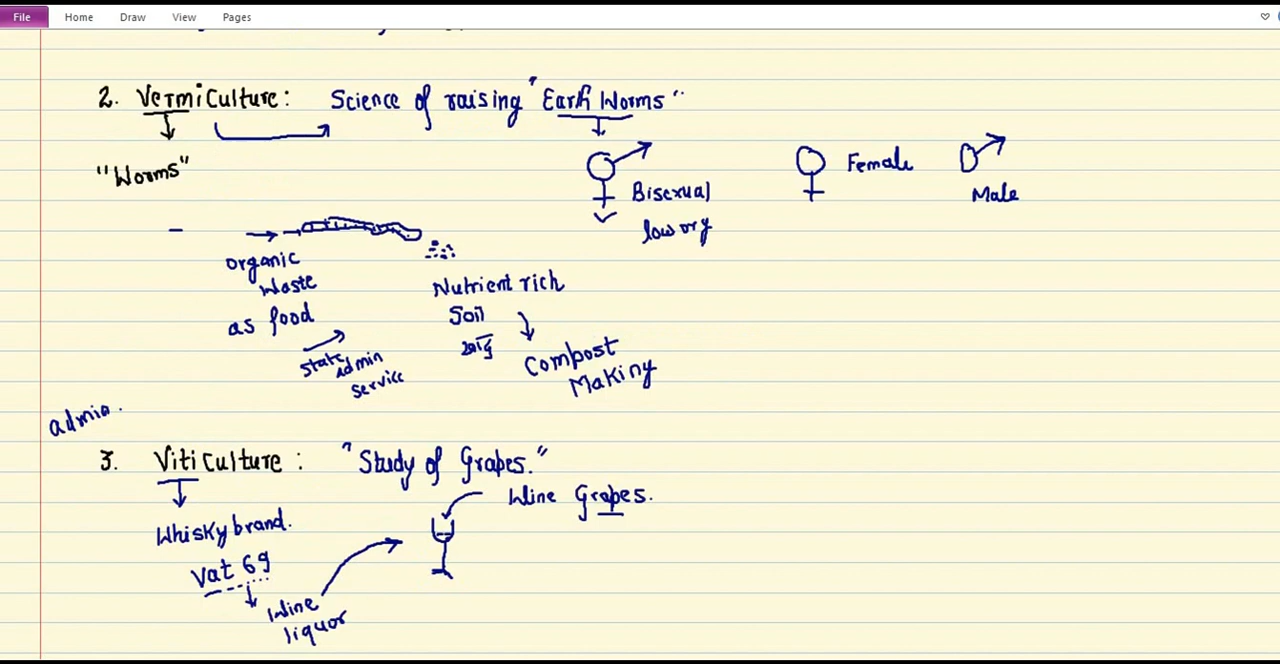 File Home Draw View Pages
2. Vermiculture: Science of raising "Earth Worms"
"Worms"
Bisexual
low org
Female
Male
organic
waste
as food
Nutrient rich
Soil
Compost
Making
State
admin
service
admin.
3. Viticulture: "Study of Grapes."
Wine Grapes.
Whisky brand.
Vat 69
Wine
liquor